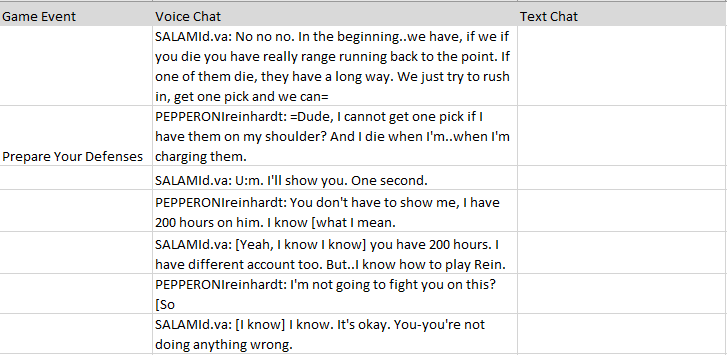 Game Event Voice Chat Text Chat
SALAMId.va: No no no. In the beginning..we have, if we if
you die you have really range running back to the point. If
one of them die, they have a long way. We just try to rush
in, get one pick and we can=
PEPPERONIreinhardt: =Dude, I cannot get one pick if I
have them on my shoulder? And I die when I'm..when I'm
Prepare Your Defenses charging them.
SALAMId.va: U:m. I'll show you. One second.
PEPPERONIreinhardt: You don't have to show me, I have
200 hours on him. I know [what I mean.
SALAMId.va: [Yeah, I know I know] you have 200 hours. I
have different account too. But..I know how to play Rein.
PEPPERONIreinhardt: I'm not going to fight you on this?
[So
SALAMId.va: [I know] I know. It's okay. You-you're not
doing anything wrong.